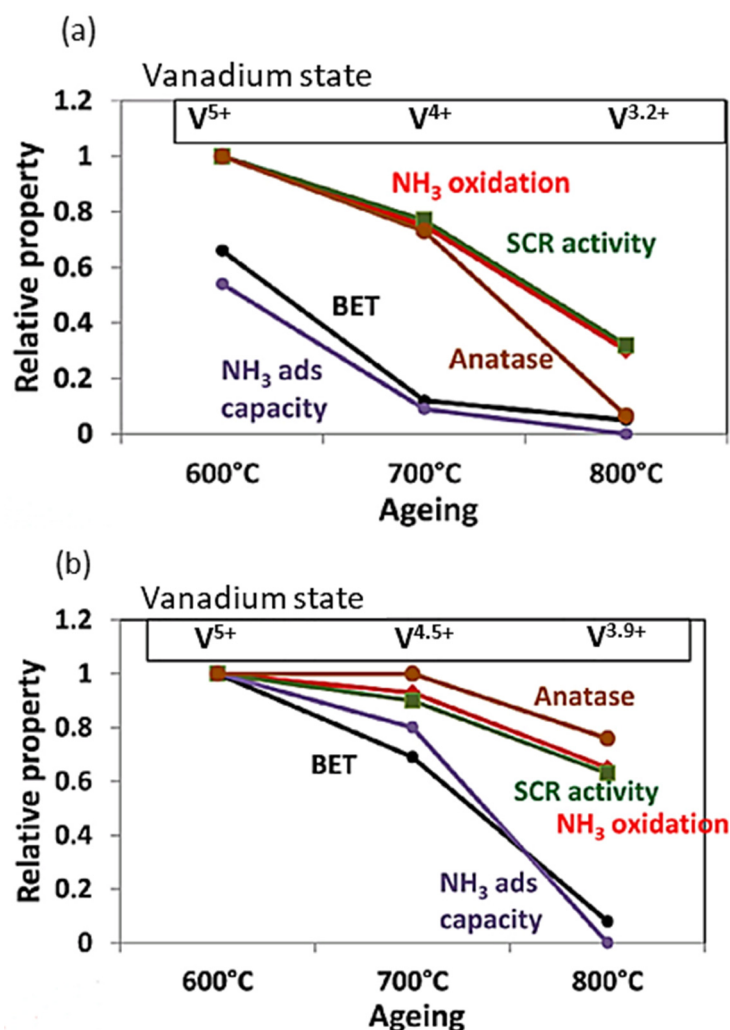 (a)
Vanadium state
V5+ V4+ V3.2+
1.2
1
0.8
0.6
0.4
0.2
0
Relative property
NH3 oxidation
SCR activity
BET
Anatase
NH3 ads
capacity
600°C 700°C 800°C
Ageing
(b)
Vanadium state
V5+ V4.5+ V3.9+
1.2
1
0.8
0.6
0.4
0.2
0
Relative property
Anatase
BET
SCR activity
NH3 oxidation
NH3 ads
capacity
600°C 700°C 800°C
Ageing